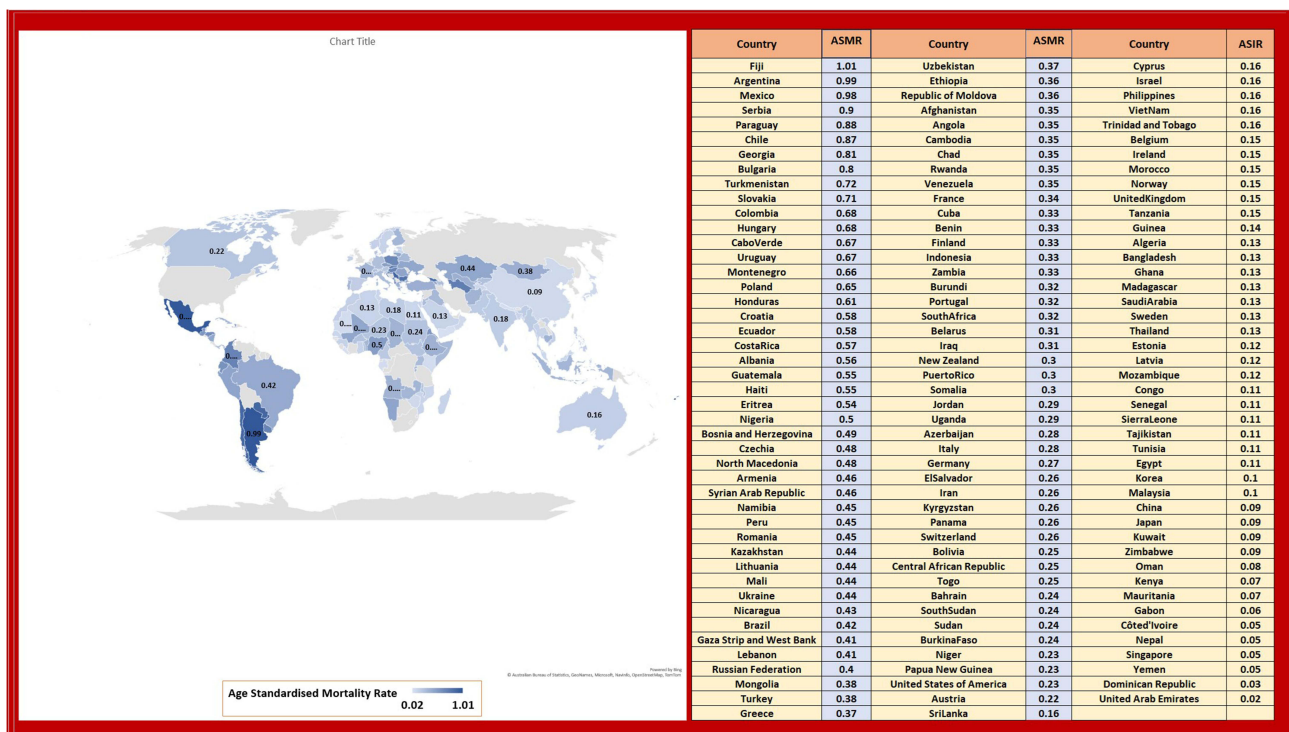 Chart Title
0.22
0....
0.44
0.38
0.09
0.13
0.18
0.11
0.13
0.18
0....
0....
0.23
0...
0.24
0.5
0....
0....
0....
0.42
0....
0.99
0.16
Powered by Bing
© Australian Bureau of Statistics, GeoNames, Microsoft, Navinfo, OpenStreetMap, TomTom
Age Standardised Mortality Rate
0.02 1.01
Country ASMR Country ASMR Country ASIR
Fiji 1.01 Uzbekistan 0.37 Cyprus 0.16
Argentina 0.99 Ethiopia 0.36 Israel 0.16
Mexico 0.98 Republic of Moldova 0.36 Philippines 0.16
Serbia 0.9 Afghanistan 0.35 VietNam 0.16
Paraguay 0.88 Angola 0.35 Trinidad and Tobago 0.16
Chile 0.87 Cambodia 0.35 Belgium 0.15
Georgia 0.81 Chad 0.35 Ireland 0.15
Bulgaria 0.8 Rwanda 0.35 Morocco 0.15
Turkmenistan 0.72 Venezuela 0.35 Norway 0.15
Slovakia 0.71 France 0.34 UnitedKingdom 0.15
Colombia 0.68 Cuba 0.33 Tanzania 0.15
Hungary 0.68 Benin 0.33 Guinea 0.14
CaboVerde 0.67 Finland 0.33 Algeria 0.13
Uruguay 0.67 Indonesia 0.33 Bangladesh 0.13
Montenegro 0.66 Zambia 0.33 Ghana 0.13
Poland 0.65 Burundi 0.32 Madagascar 0.13
Honduras 0.61 Portugal 0.32 SaudiArabia 0.13
Croatia 0.58 SouthAfrica 0.32 Sweden 0.13
Ecuador 0.58 Belarus 0.31 Thailand 0.13
CostaRica 0.57 Iraq 0.31 Estonia 0.12
Albania 0.56 New Zealand 0.3 Latvia 0.12
Guatemala 0.55 PuertoRico 0.3 Mozambique 0.12
Haiti 0.55 Somalia 0.3 Congo 0.11
Eritrea 0.54 Jordan 0.29 Senegal 0.11
Nigeria 0.5 Uganda 0.29 SierraLeone 0.11
Bosnia and Herzegovina 0.49 Azerbaijan 0.28 Tajikistan 0.11
Czechia 0.48 Italy 0.28 Tunisia 0.11
North Macedonia 0.48 Germany 0.27 Egypt 0.11
Armenia 0.46 ElSalvador 0.26 Korea 0.1
Syrian Arab Republic 0.46 Iran 0.26 Malaysia 0.1
Namibia 0.45 Kyrgyzstan 0.26 China 0.09
Peru 0.45 Panama 0.26 Japan 0.09
Romania 0.45 Switzerland 0.26 Kuwait 0.09
Kazakhstan 0.44 Bolivia 0.25 Zimbabwe 0.09
Lithuania 0.44 Central African Republic 0.25 Oman 0.08
Mali 0.44 Togo 0.25 Kenya 0.07
Ukraine 0.44 Bahrain 0.24 Mauritania 0.07
Nicaragua 0.43 SouthSudan 0.24 Gabon 0.06
Brazil 0.42 Sudan 0.24 Côted'Ivoire 0.05
Gaza Strip and West Bank 0.41 BurkinaFaso 0.24 Nepal 0.05
Lebanon 0.41 Niger 0.23 Singapore 0.05
Russian Federation 0.4 Papua New Guinea 0.23 Yemen 0.05
Mongolia 0.38 United States of America 0.23 Dominican Republic 0.03
Turkey 0.38 Austria 0.22 United Arab Emirates 0.02
Greece 0.37 SriLanka 0.16